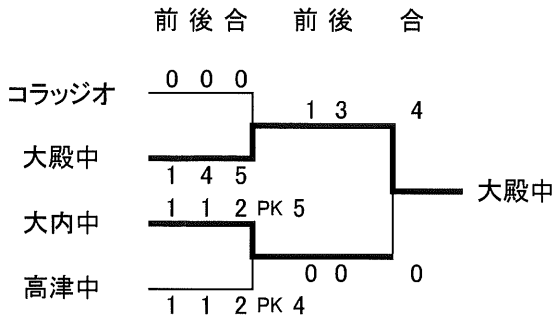 前 後 合 前 後 合
コラッジオ 0 0 0
1 3 4
大殿中 1 4 5
大殿中
大内中 1 1 2 PK 5
0 0 0
高津中 1 1 2 PK 4